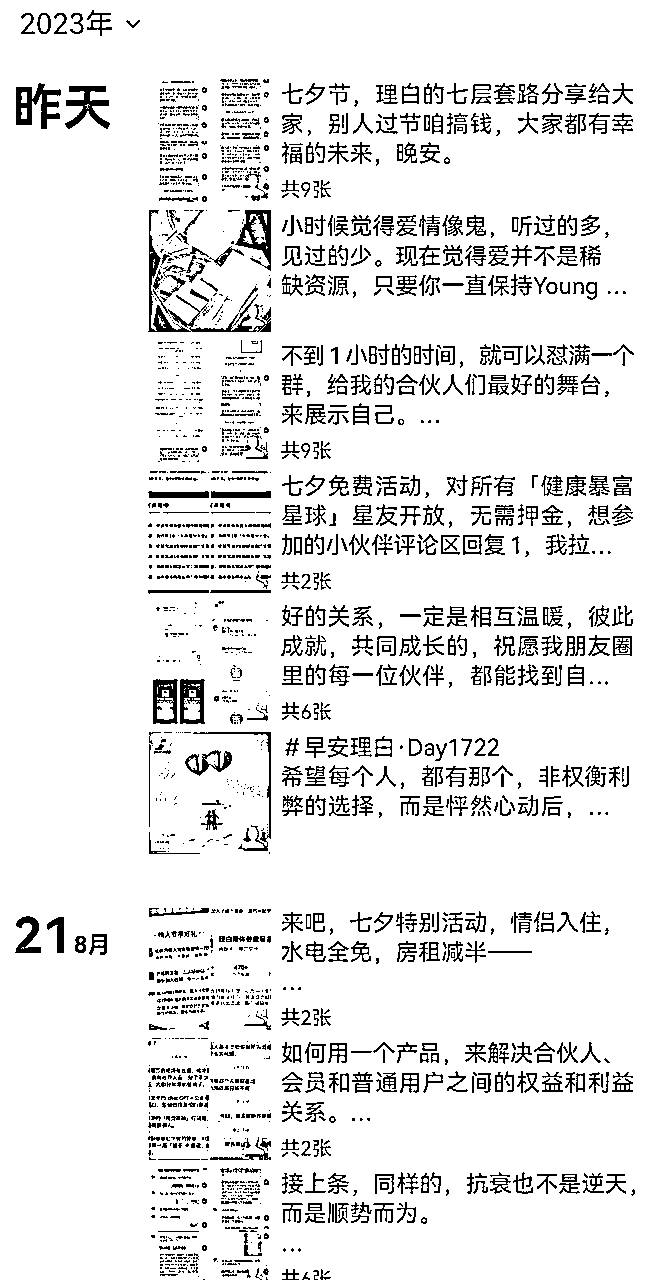 2023年
昨天
七夕节，理白的七层套路分享给大
家，别人过节咱搞钱，大家都有幸
福的未来，晚安。
共9张
小时候觉得爱情像鬼，听过的多，
见过的少。现在觉得爱并不是稀
缺资源，只要你一直保持Young ...
不到1小时的时间，就可以怼满一个
群，给我的合伙人们最好的舞台，
来展示自己。...
共9张
七夕免费活动，对所有「健康暴富
星球」星友开放，无需押金，想参
加的小伙伴评论区回复1，我拉...
共2张
好的关系，一定是相互温暖，彼此
成就，共同成长的，祝愿我朋友圈
里的每一位伙伴，都能找到自...
共6张
#早安理白·Day1722
希望每个人，都有那个，非权衡利
弊的选择，而是怦然心动后，...
21 8月
来吧，七夕特别活动，情侣入住，
水电全免，房租减半——
...
共2张
如何用一个产品，来解决合伙人、
会员和普通用户之间的权益和利益
关系。...
共2张
接上条，同样的，抗衰也不是逆天，
而是顺势而为。
...
共6张